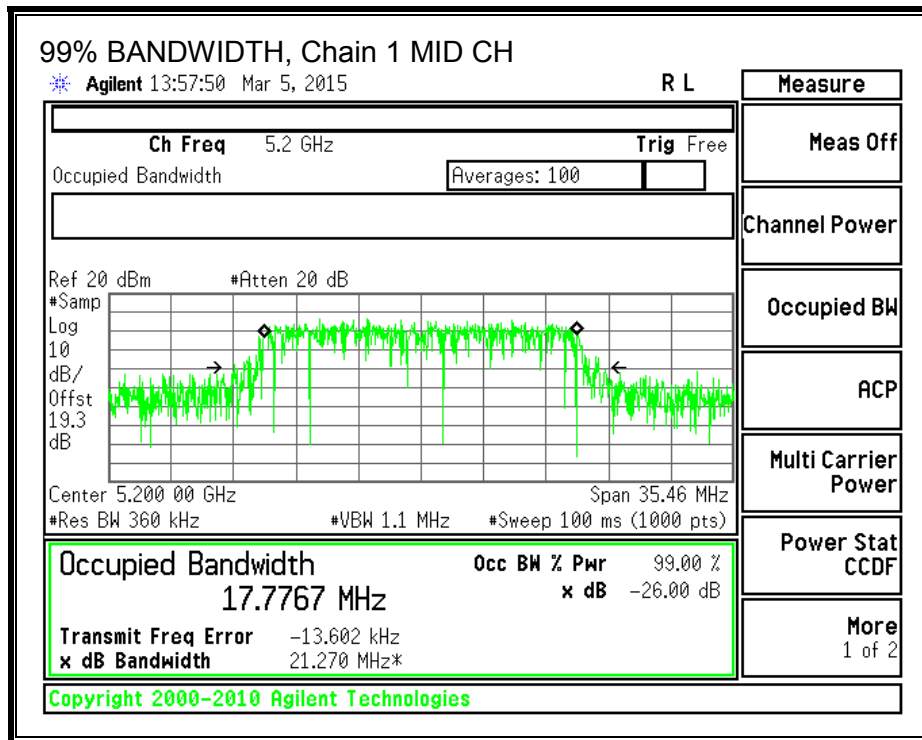 99% BANDWIDTH, Chain 1 MID CH
Agilent 13:57:50 Mar 5, 2015 R L
Measure
Ch Freq 5.2 GHz Trig Free
Meas Off
Occupied Bandwidth Averages: 100
Channel Power
Ref 20 dBm #Atten 20 dB
#Samp
Log
10
dB/
Offst
19.3
dB
Occupied BW
ACP
Multi Carrier
Power
Center 5.200 00 GHz Span 35.46 MHz
#Res BW 360 kHz #VBW 1.1 MHz #Sweep 100 ms (1000 pts)
Occupied Bandwidth Occ BW % Pwr 99.00 %
17.7767 MHz x dB -26.00 dB
Power Stat
CCDF
Transmit Freq Error -13.602 kHz
x dB Bandwidth 21.270 MHz*
More
1 of 2
Copyright 2000-2010 Agilent Technologies